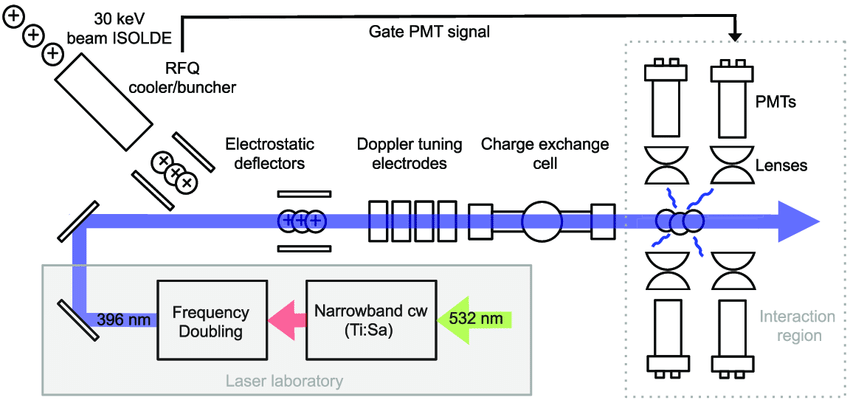 30 keV
beam ISOLDE
RFQ
cooler/buncher
Gate PMT signal
Electrostatic
deflectors
Doppler tuning
electrodes
Charge exchange
cell
PMTs
Lenses
Interaction
region
396 nm
Frequency
Doubling
Narrowband cw
(Ti:Sa)
532 nm
Laser laboratory